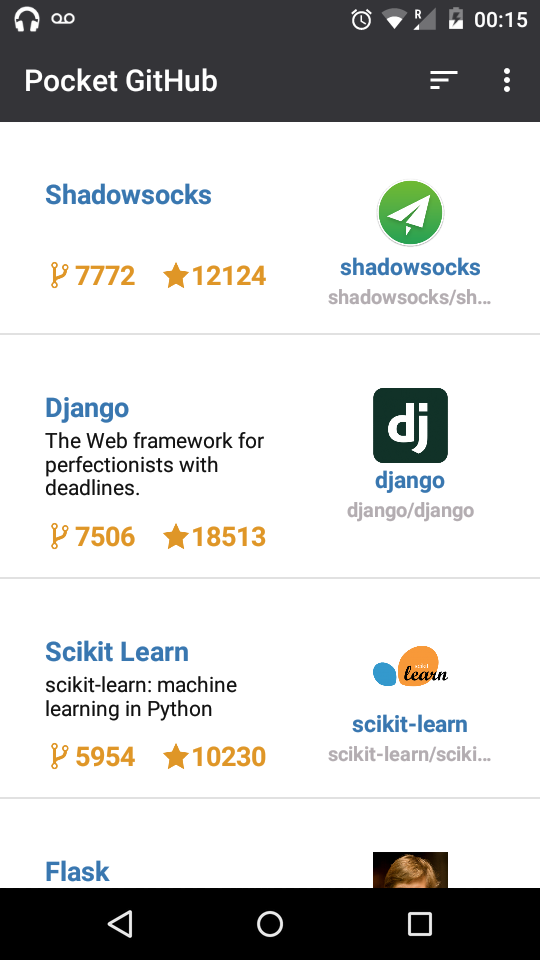 R
00:15
Pocket GitHub
Shadowsocks
7772
12124
shadowsocks
shadowsocks/sh...
Django
The Web framework for
perfectionists with
deadlines.
7506
18513
dj
django
django/django
Scikit Learn
scikit-learn: machine
learning in Python
5954
10230
scikit
learn
scikit-learn
scikit-learn/sciki...
Flask